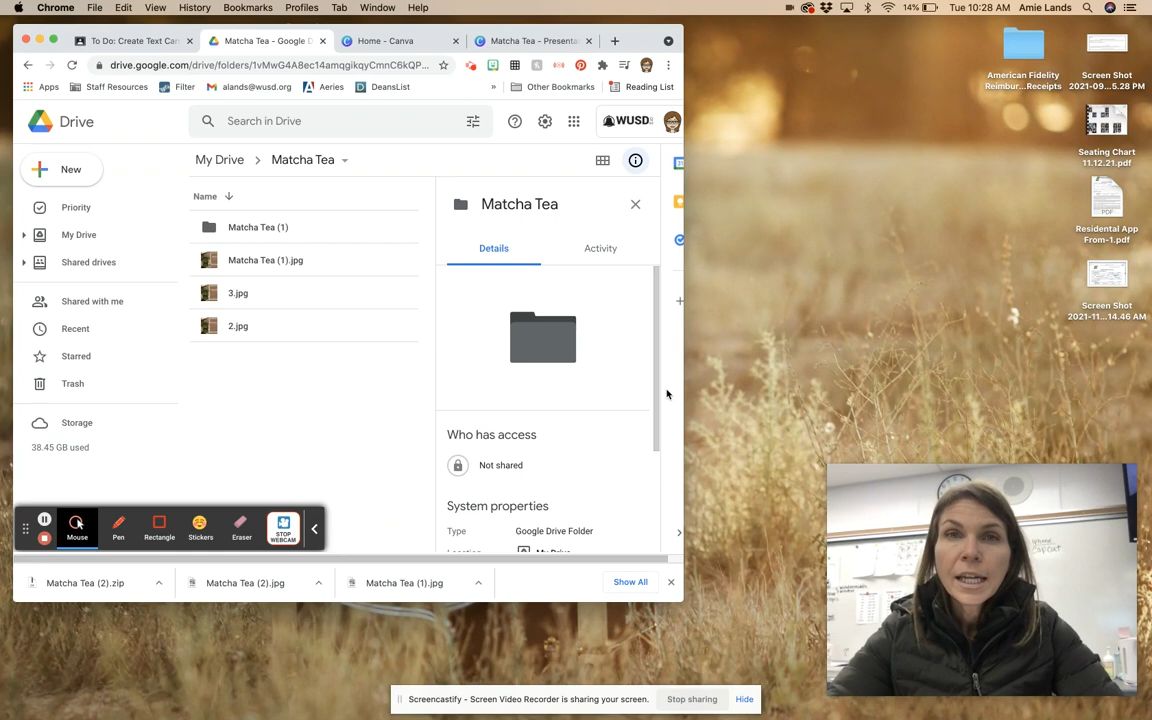 Chrome File Edit View History Bookmarks Profiles Tab Window Help 14% Tue 10:28 AM Amie Lands
To Do: Create Text Can Matcha Tea - Google D Home - Canva Matcha Tea - Presenta
drive.google.com/drive/folders/1vMwG4A8ec14amqgikqyCmnC6kQP...
Apps Staff Resources Filter alands@wusd.org Aeries DeansList » Other Bookmarks Reading List
Drive Search in Drive WUSD
New
My Drive Matcha Tea
Priority
My Drive
Shared drives
Shared with me
Recent
Starred
Trash
Storage
38.45 GB used
Name
Matcha Tea (1)
Matcha Tea (1).jpg
3.jpg
2.jpg
Matcha Tea
Details Activity
Who has access
Not shared
System properties
Type Google Drive Folder
Mouse Pen Rectangle Stickers Eraser STOP
WEBCAM
Matcha Tea (2).zip Matcha Tea (2).jpg Matcha Tea (1).jpg Show All
American Fidelity
Reimbur...Receipts
Screen Shot
2021-09...5.28 PM
Seating Chart
11.12.21.pdf
PDF
Residental App
From-1.pdf
Screen Shot
2021-11...14.46 AM
Screencastify - Screen Video Recorder is sharing your screen. Stop sharing Hide